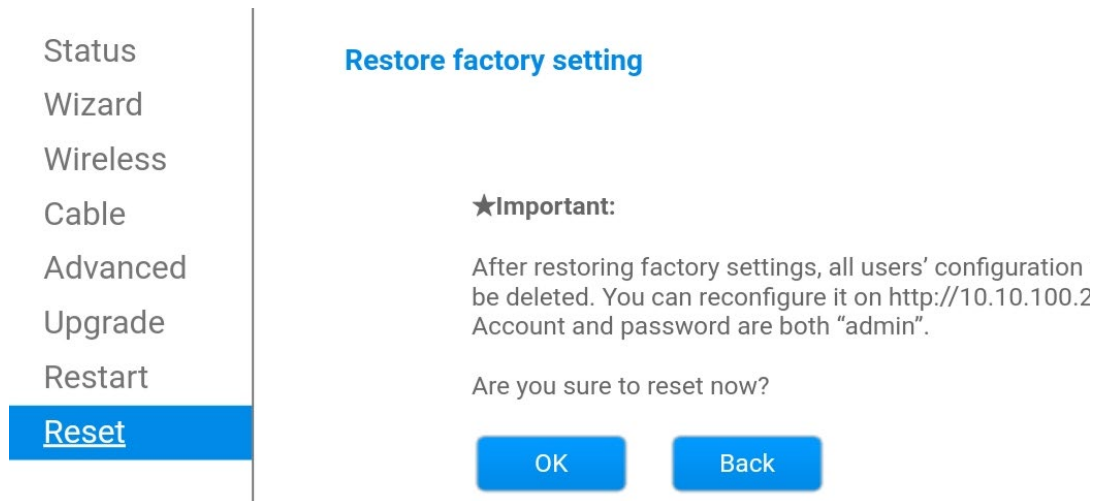 Status
Wizard
Wireless
Cable
Advanced
Upgrade
Restart
Reset
Restore factory setting
★Important:
After restoring factory settings, all users’ configuration
be deleted. You can reconfigure it on http://10.10.100.2
Account and password are both “admin”.
Are you sure to reset now?
OK
Back